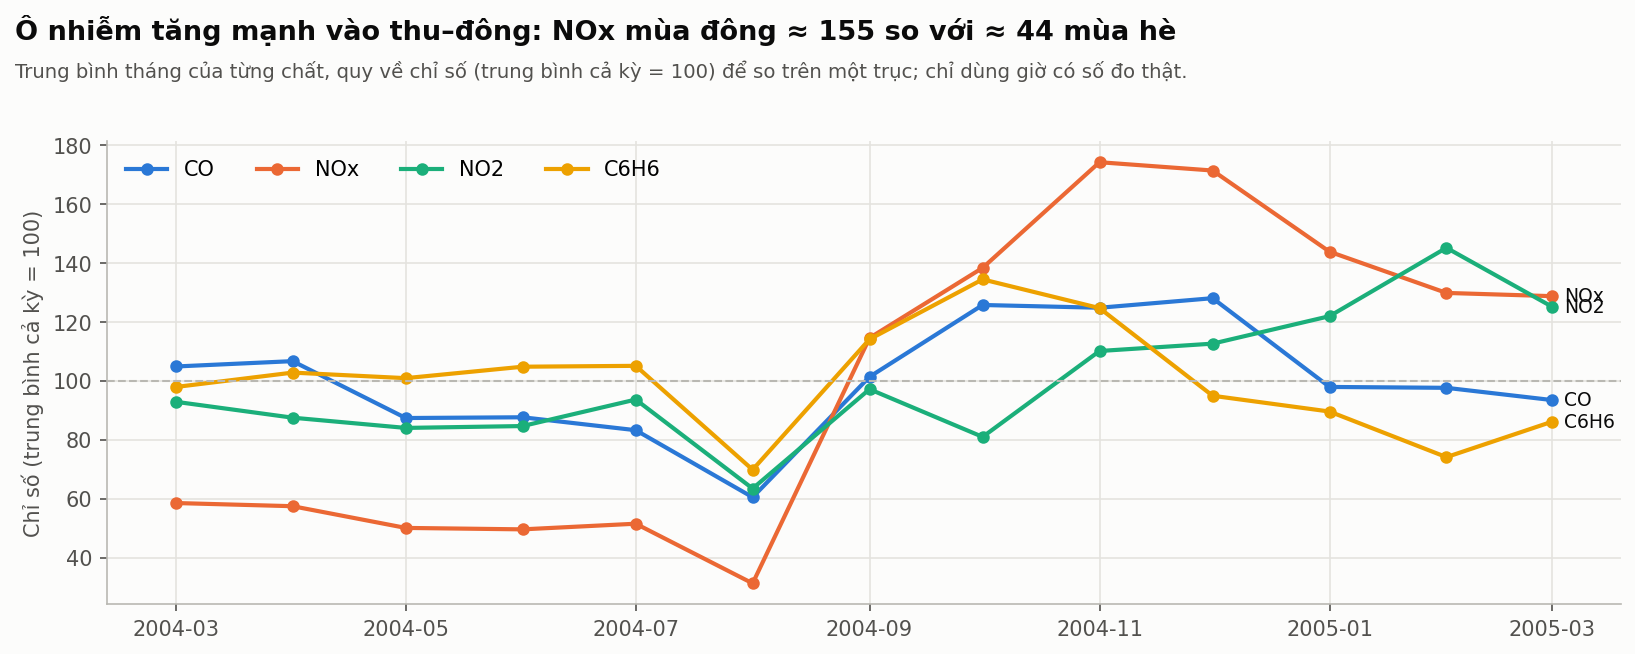 Ô nhiễm tăng mạnh vào thu–đông: NOx mùa đông ≈ 155 so với ≈ 44 mùa hè
Trung bình tháng của từng chất, quy về chỉ số (trung bình cả kỳ = 100) để so trên một trục; chỉ dùng giờ có số đo thật.
Chỉ số (trung bình cả kỳ = 100)
180
160
140
120
100
80
60
40
CO NOx NO2 C6H6
NOx
NO2
CO
C6H6
2004-03 2004-05 2004-07 2004-09 2004-11 2005-01 2005-03